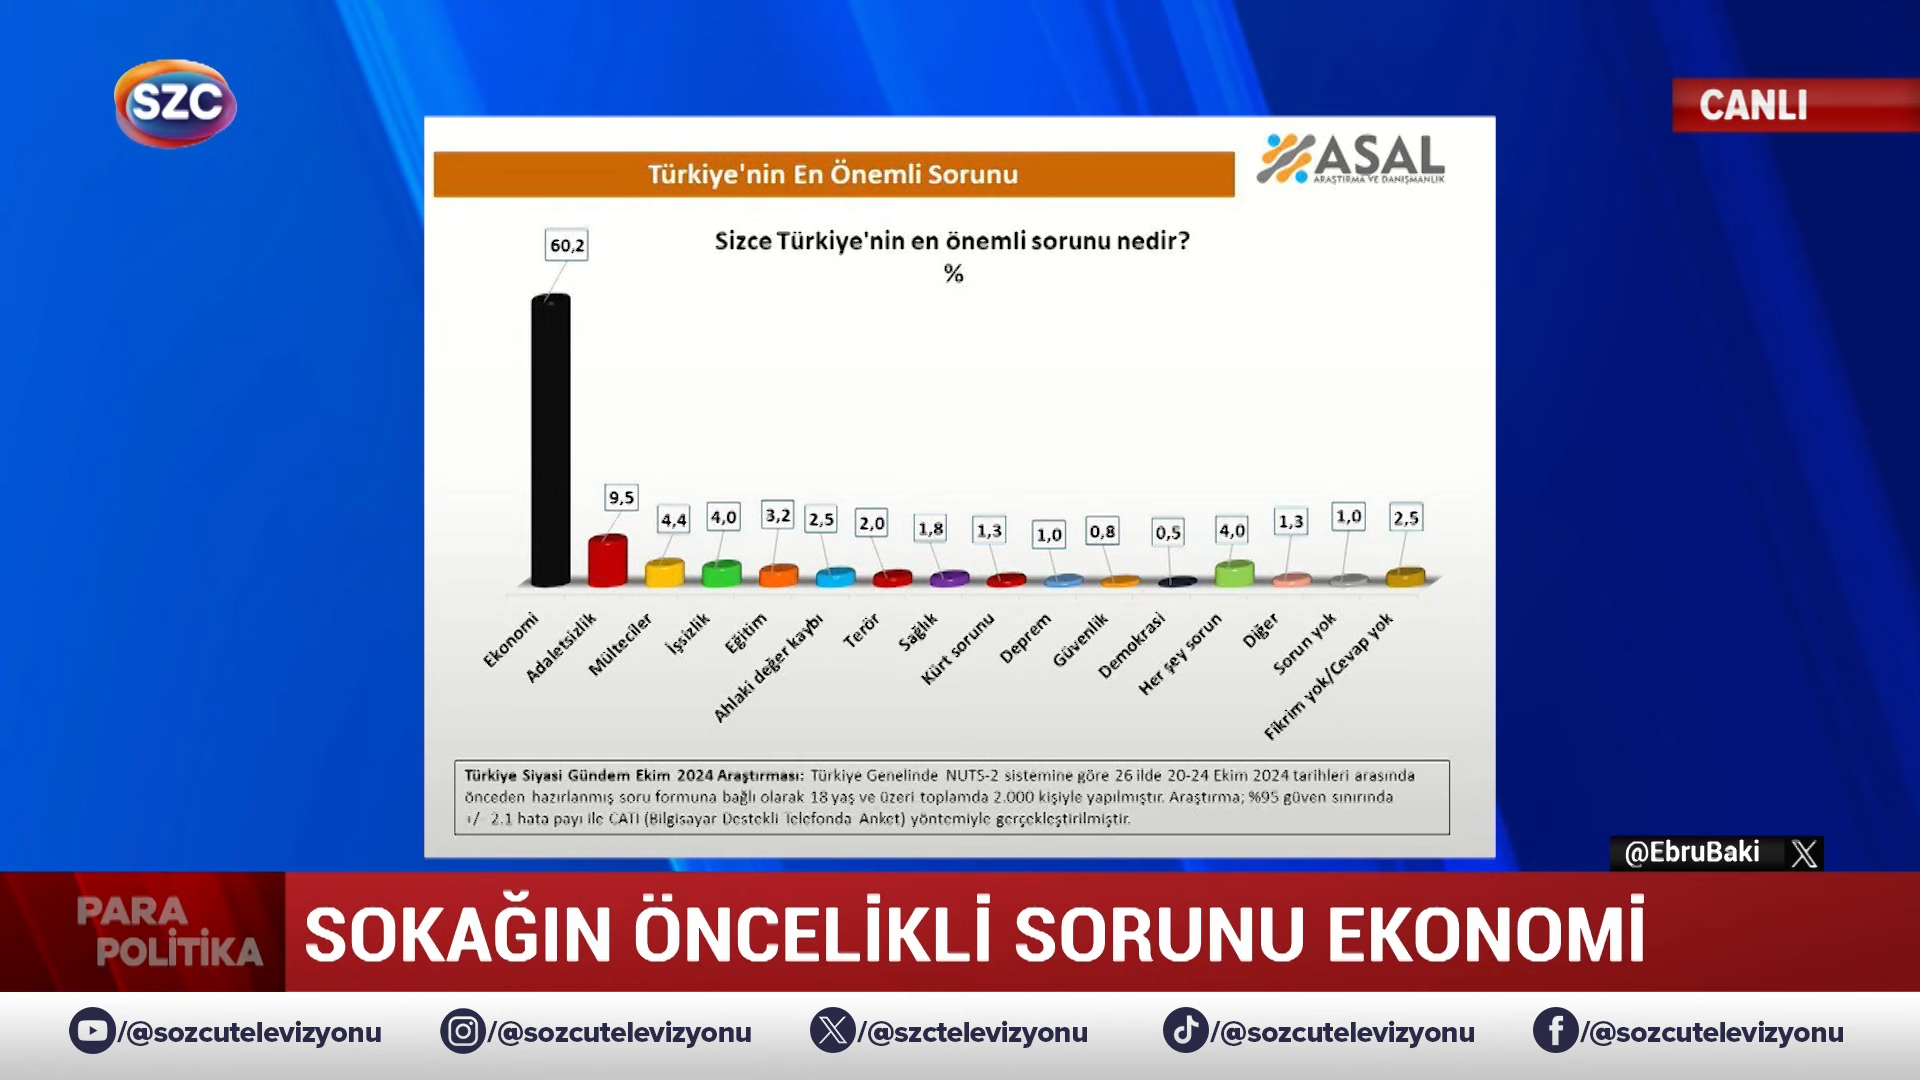 SZC
CANLI
Türkiye'nin En Önemli Sorunu
ASAL
ARAŞTIRMA VE DANIŞMANLIK
Sizce Türkiye'nin en önemli sorunu nedir?
%
60,2
9,5
4,4
4,0
3,2
2,5
2,0
1,8
1,3
1,0
0,8
0,5
4,0
1,3
1,0
2,5
Ekonomi
Adaletsizlik
Mülteciler
İşsizlik
Eğitim
Ahlaki değer kaybı
Terör
Sağlık
Kürt sorunu
Deprem
Güvenlik
Demokrasi
Her şey sorun
Diğer
Sorun yok
Fikrim yok/Cevap yok
Türkiye Siyasi Gündem Ekim 2024 Araştırması: Türkiye Genelinde NUTS-2 sistemine göre 26 ilde 20-24 Ekim 2024 tarihleri arasında
önceden hazırlanmış soru formuna bağlı olarak 18 yaş ve üzeri toplamda 2.000 kişiyle yapılmıştır. Araştırma; %95 güven sınırında
+/- 2.1 hata payı ile CATI (Bilgisayar Destekli Telefonda Anket) yöntemiyle gerçekleştirilmiştir.
@EbruBaki
PARA
POLİTİKA
SOKAĞIN ÖNCELİKLİ SORUNU EKONOMİ
/@sozcutelevizyonu
/@sozcutelevizyonu
/@szctelevizyonu
/@sozcutelevizyonu
/@sozcutelevizyonu